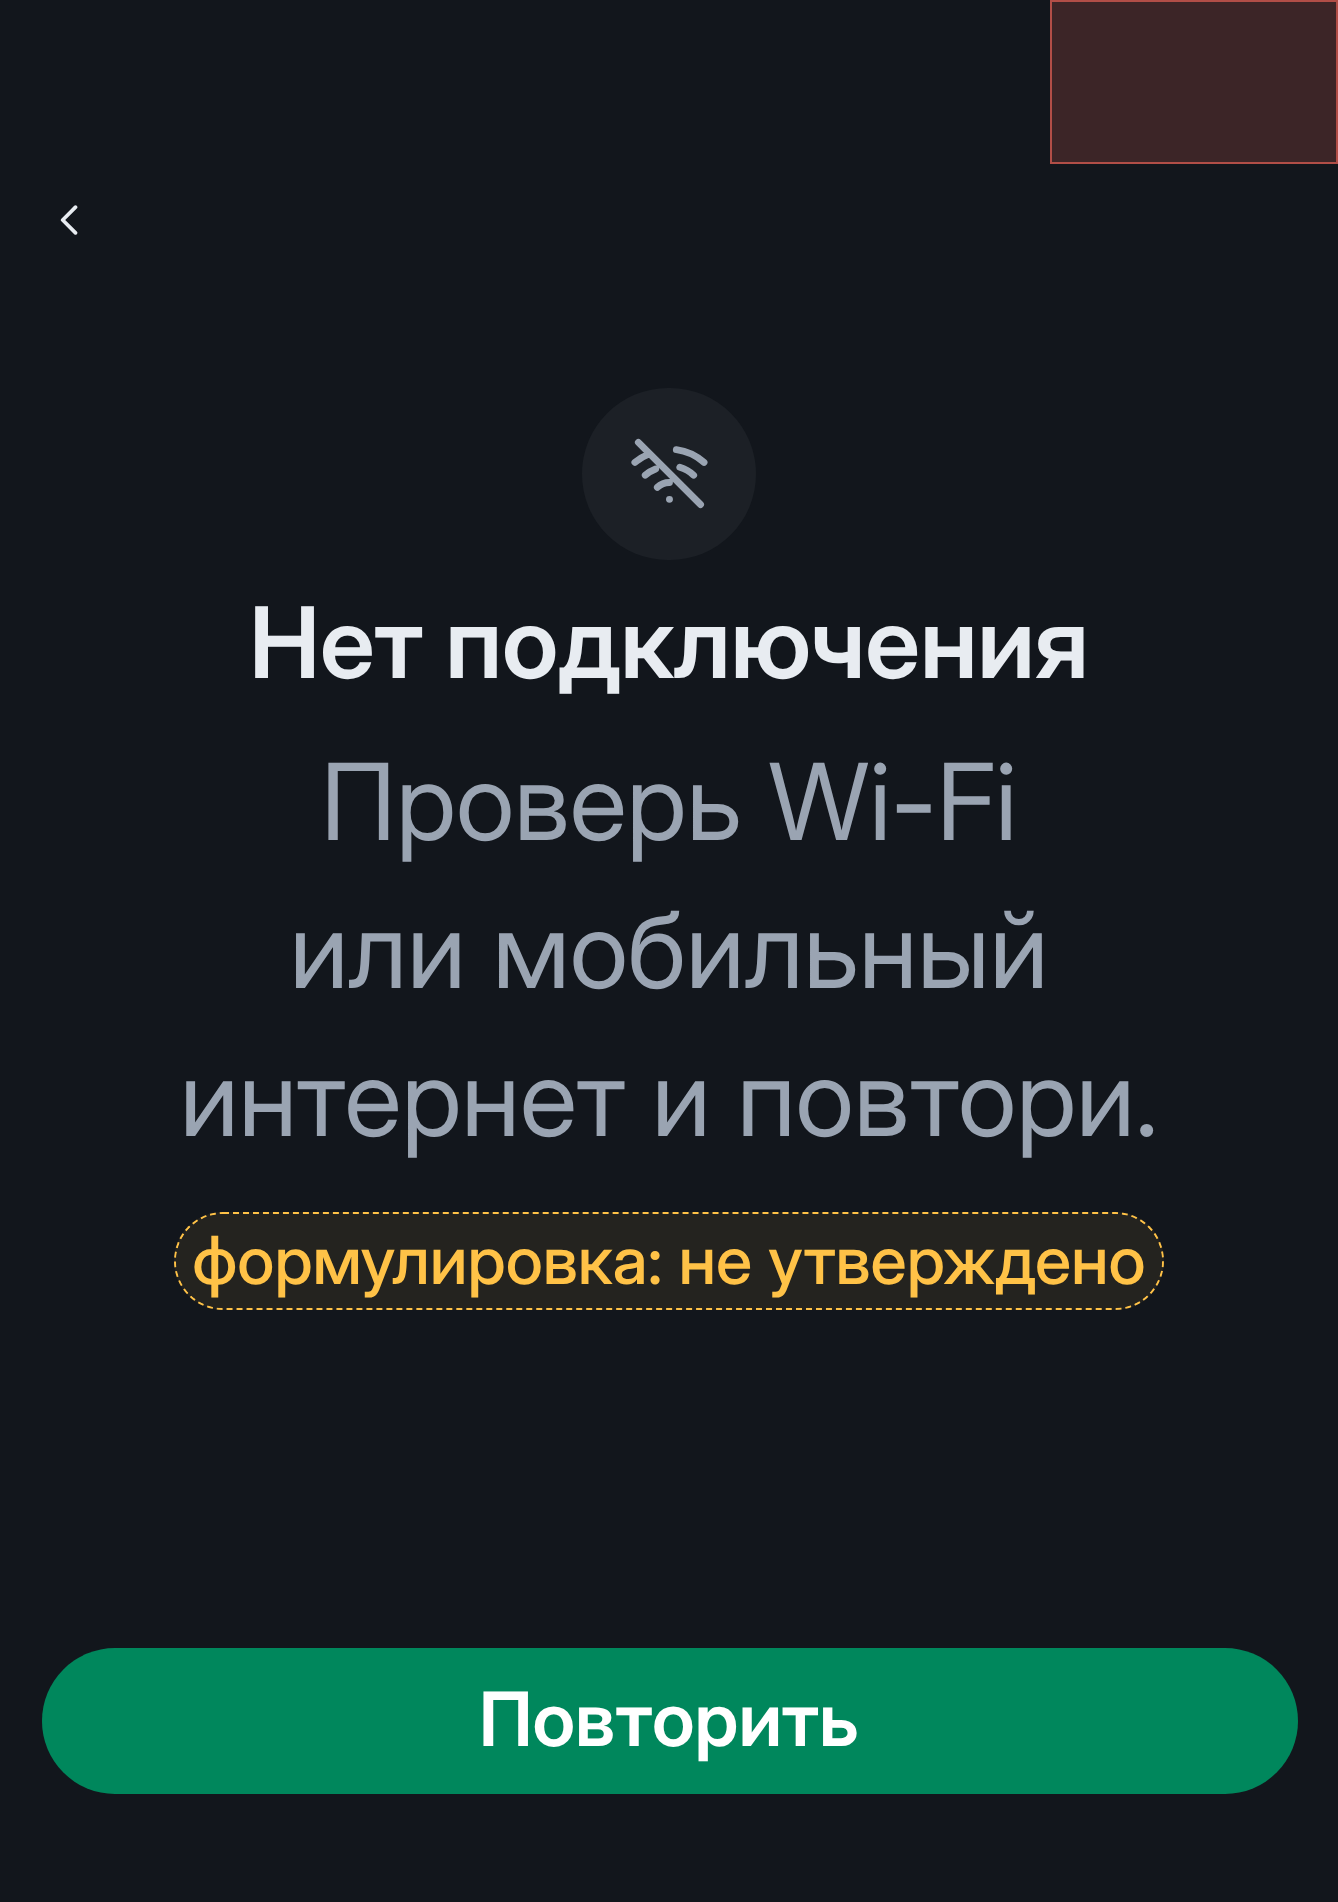 Нет подключения
Проверь Wi-Fi
или мобильный
интернет и повтори.
формулировка: не утверждено
Повторить